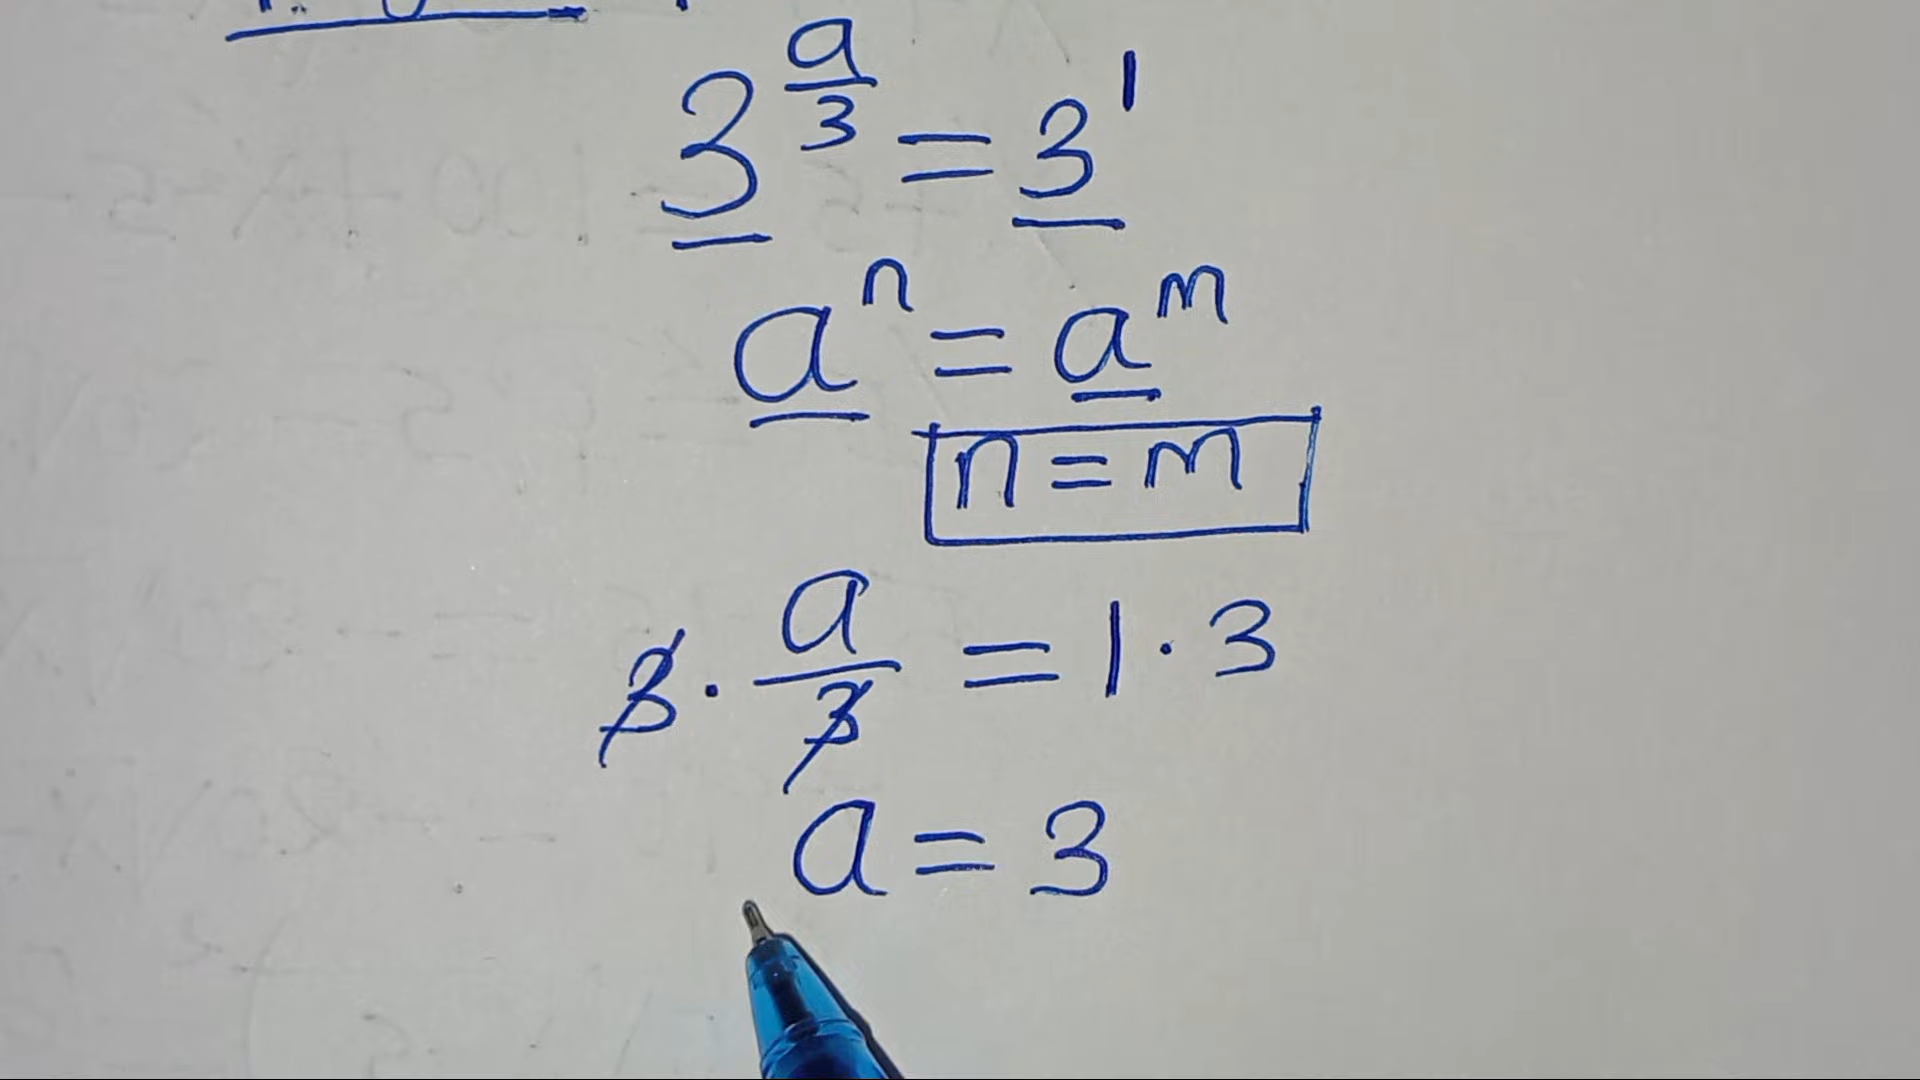 3^(a/3) = 3^1
a^n = a^m
n = m
3 · a/3 = 1 · 3
a = 3